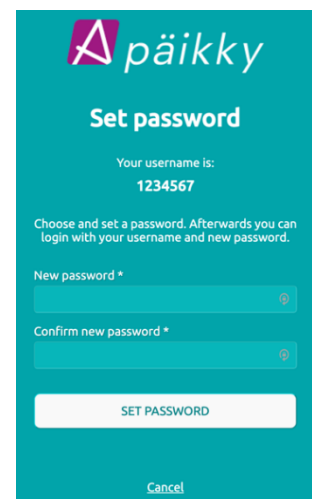 A päikky
Set password
Your username is:
1234567
Choose and set a password. Afterwards you can
login with your username and new password.
New password *
Confirm new password *
SET PASSWORD
Cancel